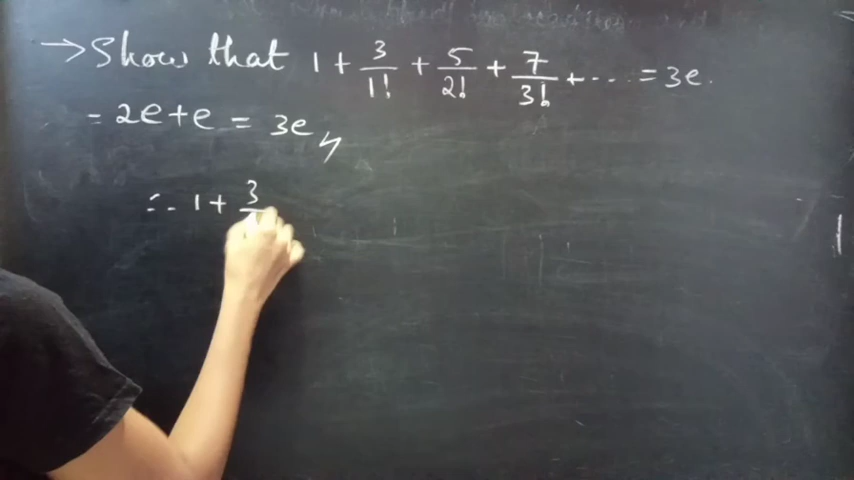 → Show that 1 + 3/1! + 5/2! + 7/3! + ---- = 3e.
= 2e + e = 3e
∴ 1 + 3